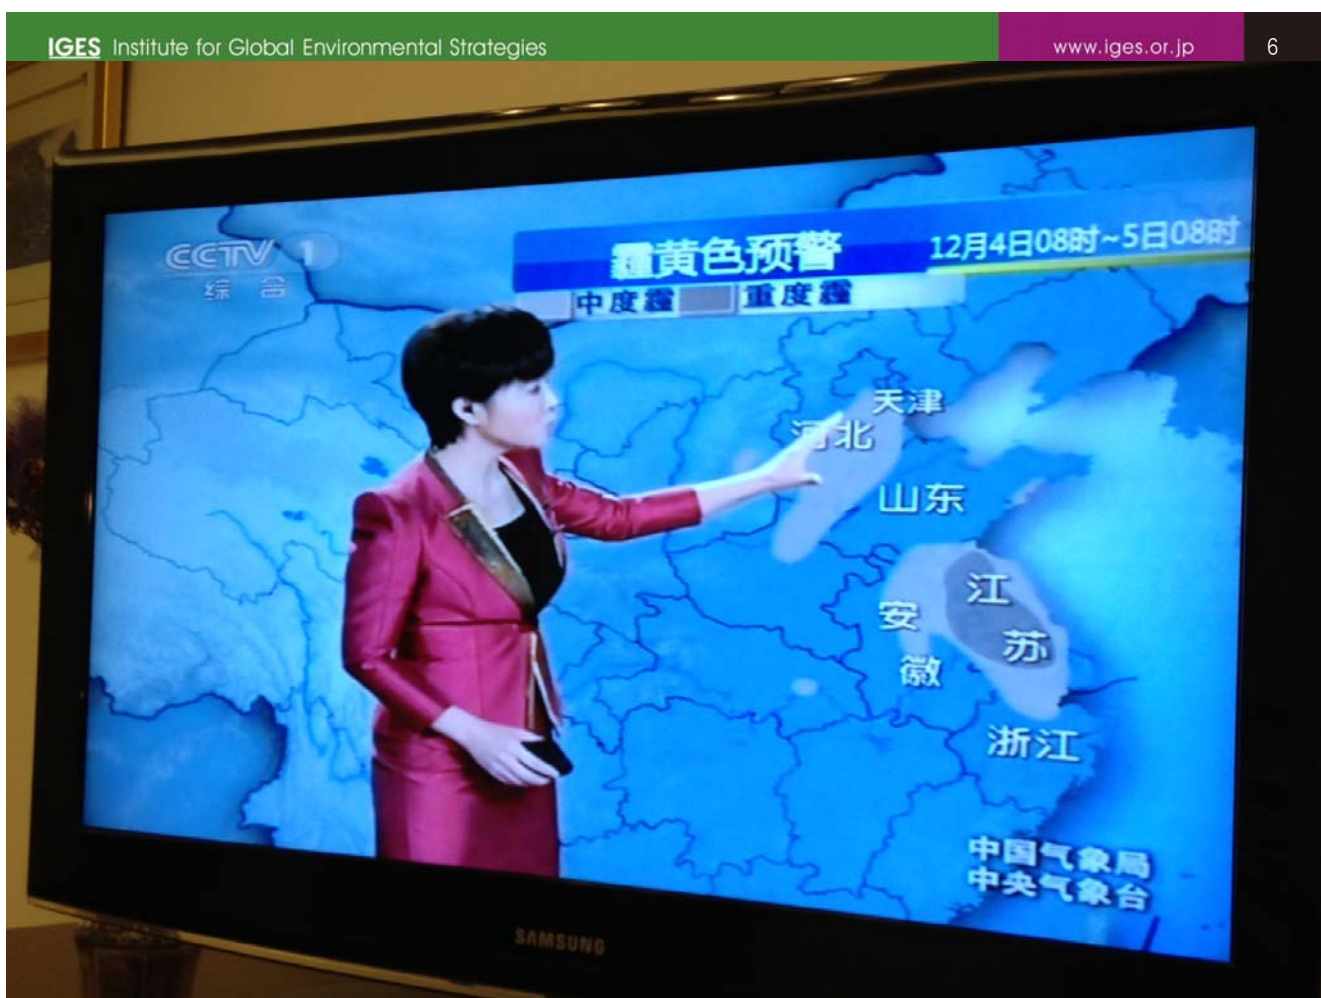 IGES Institute for Global Environmental Strategies
www.iges.or.jp
6
CCTV 1
综合
霾黄色预警
12月4日08时~5日08时
中度霾 重度霾
天津
河北
山东
江苏
安徽
浙江
中国气象局
中央气象台
SAMSUNG